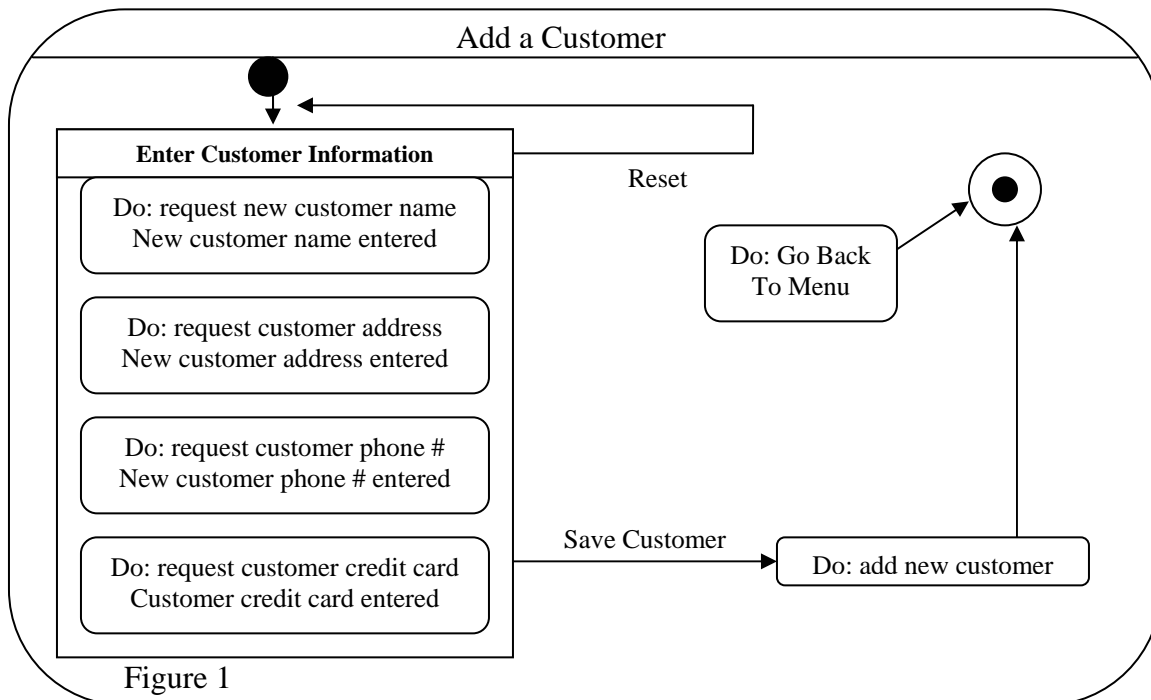 Add a Customer
Enter Customer Information
Reset
Do: request new customer name
New customer name entered
Do: Go Back
To Menu
Do: request customer address
New customer address entered
Do: request customer phone #
New customer phone # entered
Save Customer
Do: request customer credit card
Customer credit card entered
Do: add new customer
Figure 1